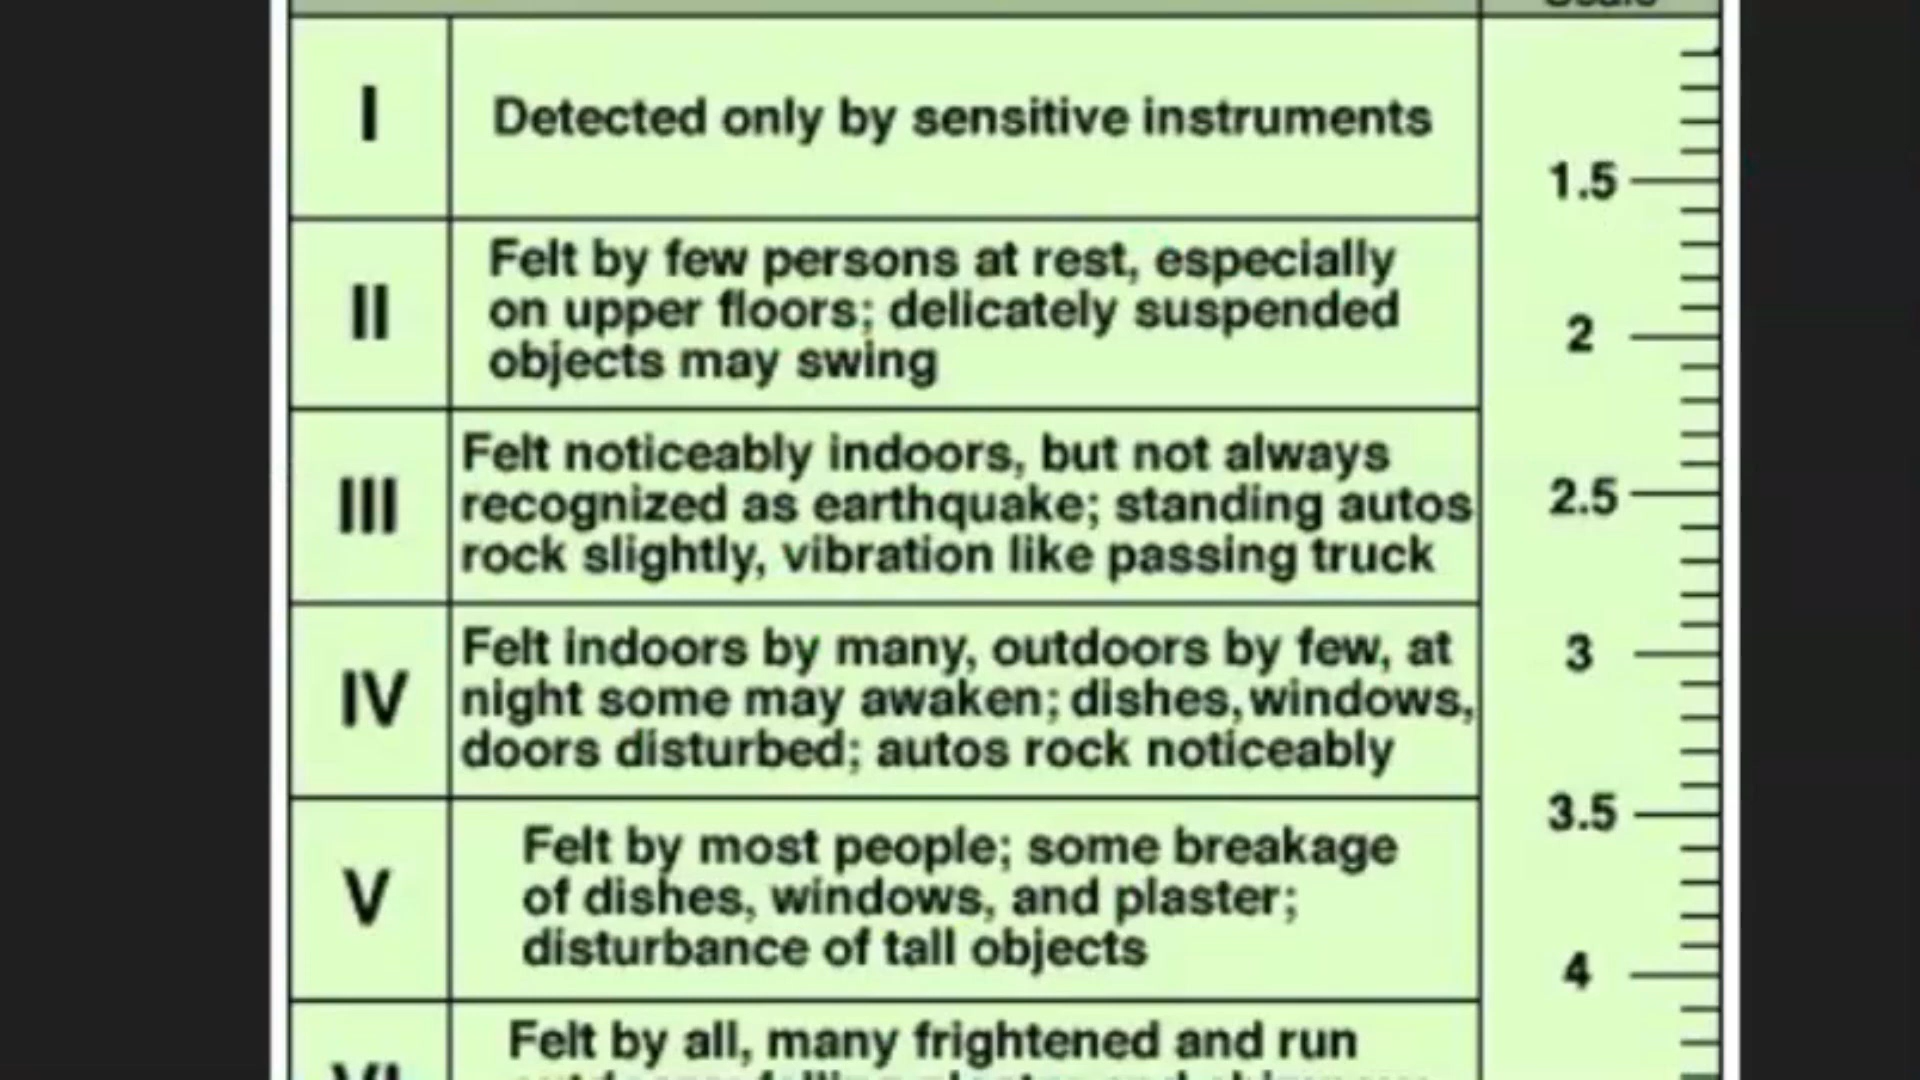 Scale
I
Detected only by sensitive instruments
1.5
II
Felt by few persons at rest, especially
on upper floors; delicately suspended
objects may swing
2
III
Felt noticeably indoors, but not always
recognized as earthquake; standing autos
rock slightly, vibration like passing truck
2.5
IV
Felt indoors by many, outdoors by few, at
night some may awaken; dishes, windows,
doors disturbed; autos rock noticeably
3
3.5
V
Felt by most people; some breakage
of dishes, windows, and plaster;
disturbance of tall objects
4
VI
Felt by all, many frightened and run